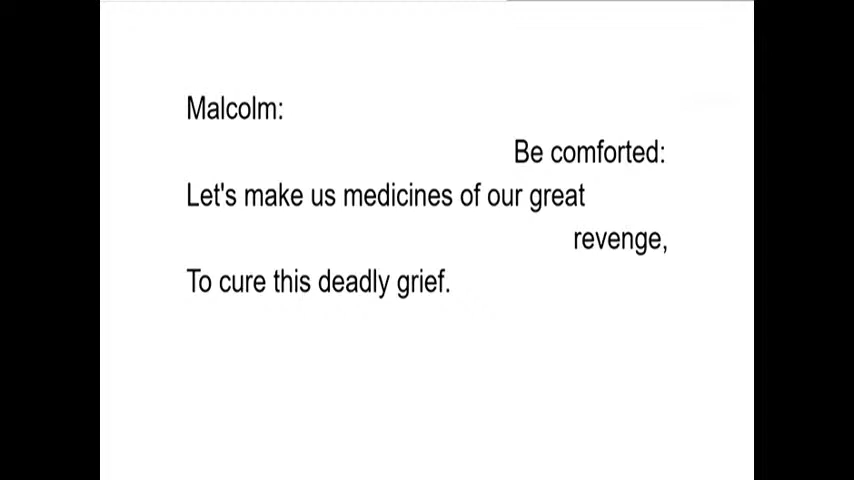 Malcolm:
Be comforted:
Let's make us medicines of our great
revenge,
To cure this deadly grief.